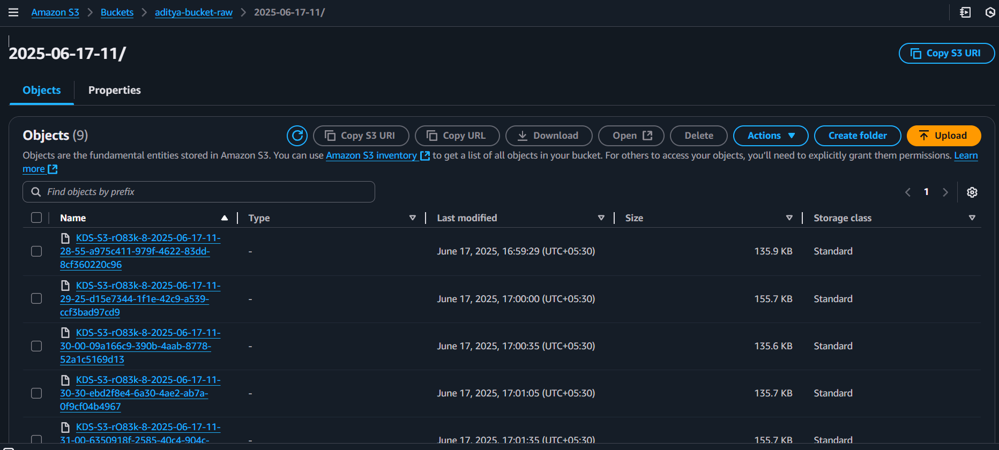 Amazon S3 > Buckets > aditya-bucket-raw > 2025-06-17-11/
2025-06-17-11/
Copy S3 URI
Objects Properties
Objects (9)
Copy S3 URI Copy URL Download Open Delete Actions Create folder Upload
Objects are the fundamental entities stored in Amazon S3. You can use Amazon S3 inventory to get a list of all objects in your bucket. For others to access your objects, you’ll need to explicitly grant them permissions. Learn
more
Find objects by prefix
1
Name Type Last modified Size Storage class
KDS-S3-rO83k-8-2025-06-17-11-
28-55-a975c411-979f-4622-83dd-
8cf360220c96
- June 17, 2025, 16:59:29 (UTC+05:30) 135.9 KB Standard
KDS-S3-rO83k-8-2025-06-17-11-
29-25-d15e7344-1f1e-42c9-a539-
ccf3bad97cd9
- June 17, 2025, 17:00:00 (UTC+05:30) 155.7 KB Standard
KDS-S3-rO83k-8-2025-06-17-11-
30-00-09a166c9-390b-4aab-8778-
52a1c5169d13
- June 17, 2025, 17:00:35 (UTC+05:30) 135.6 KB Standard
KDS-S3-rO83k-8-2025-06-17-11-
30-30-ebd2f8e4-6a30-4ae2-ab7a-
0f9cf04b4967
- June 17, 2025, 17:01:05 (UTC+05:30) 135.7 KB Standard
KDS-S3-rO83k-8-2025-06-17-11-
31-00-6350918f-2585-40c4-904c-
- June 17, 2025, 17:01:35 (UTC+05:30) 155.7 KB Standard